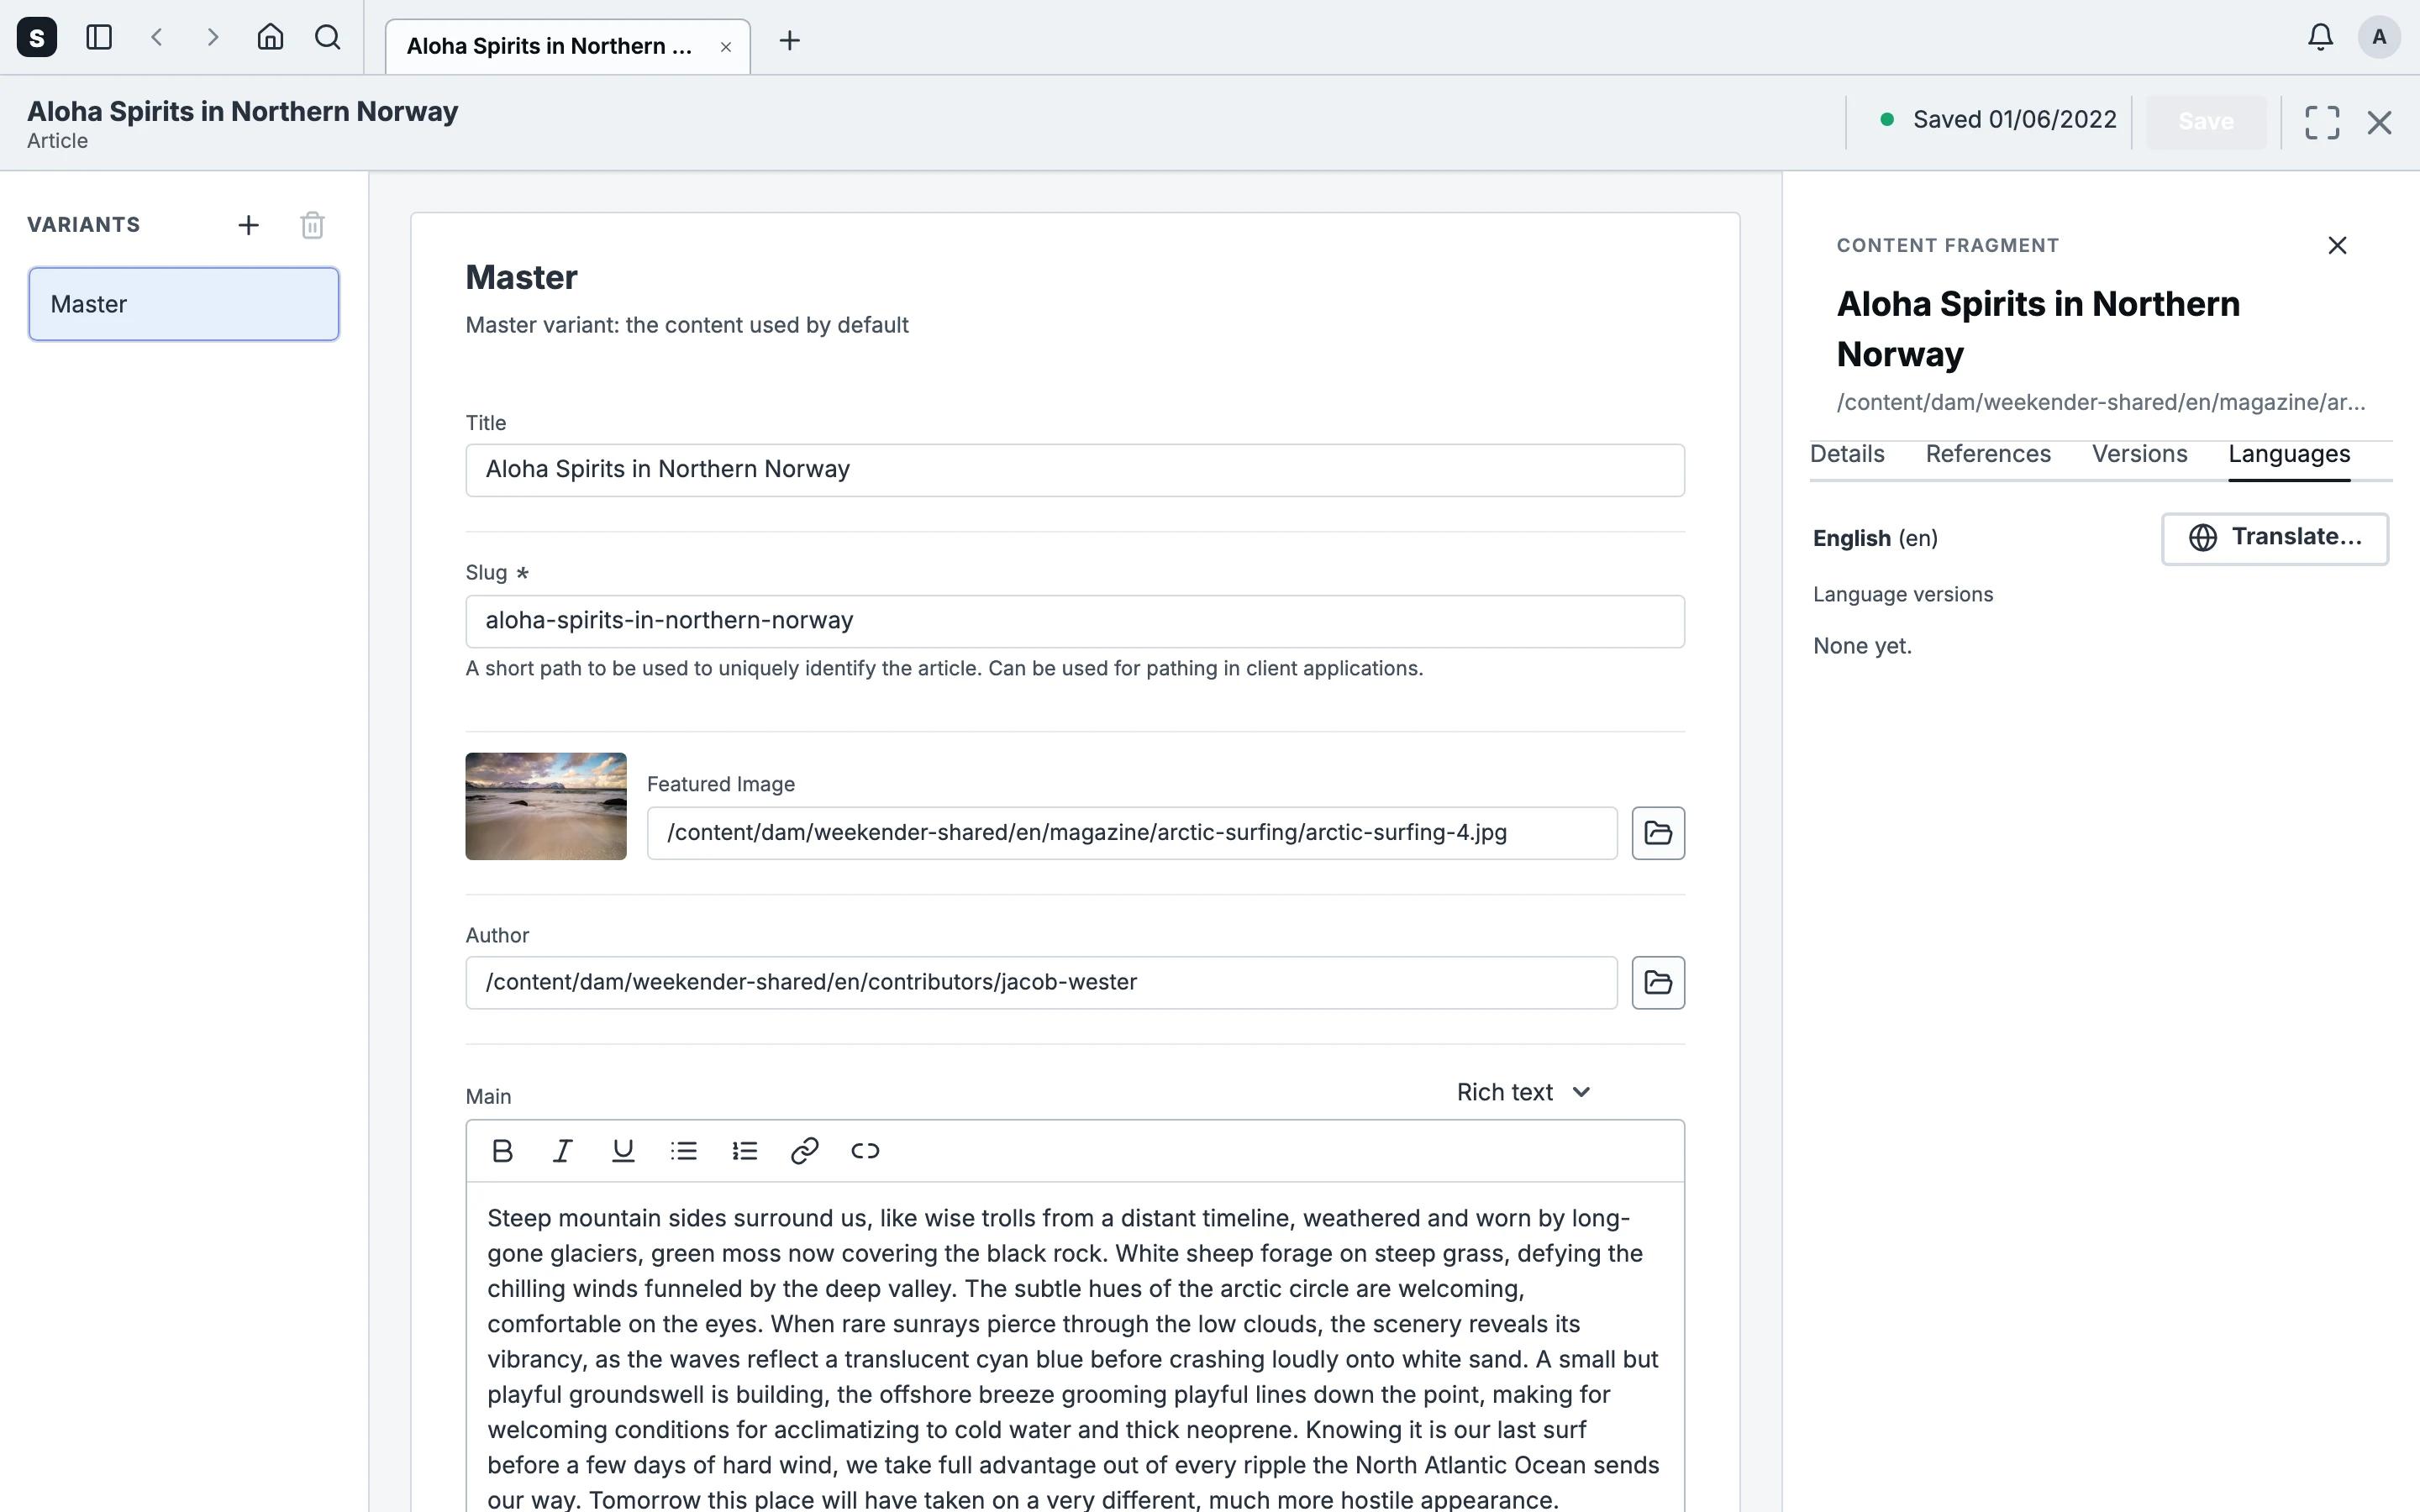 S
Aloha Spirits in Northern ...
A
Aloha Spirits in Northern Norway
Article
Saved 01/06/2022
Save
VARIANTS
Master
Master
Master variant: the content used by default
Title
Aloha Spirits in Northern Norway
Slug *
aloha-spirits-in-northern-norway
A short path to be used to uniquely identify the article. Can be used for pathing in client applications.
Featured Image
/content/dam/weekender-shared/en/magazine/arctic-surfing/arctic-surfing-4.jpg
Author
/content/dam/weekender-shared/en/contributors/jacob-wester
Main
Rich text
Steep mountain sides surround us, like wise trolls from a distant timeline, weathered and worn by long-
gone glaciers, green moss now covering the black rock. White sheep forage on steep grass, defying the
chilling winds funneled by the deep valley. The subtle hues of the arctic circle are welcoming,
comfortable on the eyes. When rare sunrays pierce through the low clouds, the scenery reveals its
vibrancy, as the waves reflect a translucent cyan blue before crashing loudly onto white sand. A small but
playful groundswell is building, the offshore breeze grooming playful lines down the point, making for
welcoming conditions for acclimatizing to cold water and thick neoprene. Knowing it is our last surf
before a few days of hard wind, we take full advantage out of every ripple the North Atlantic Ocean sends
our way. Tomorrow this place will have taken on a very different, much more hostile appearance.
CONTENT FRAGMENT
Aloha Spirits in Northern
Norway
/content/dam/weekender-shared/en/magazine/ar...
Details
References
Versions
Languages
English (en)
Translate...
Language versions
None yet.